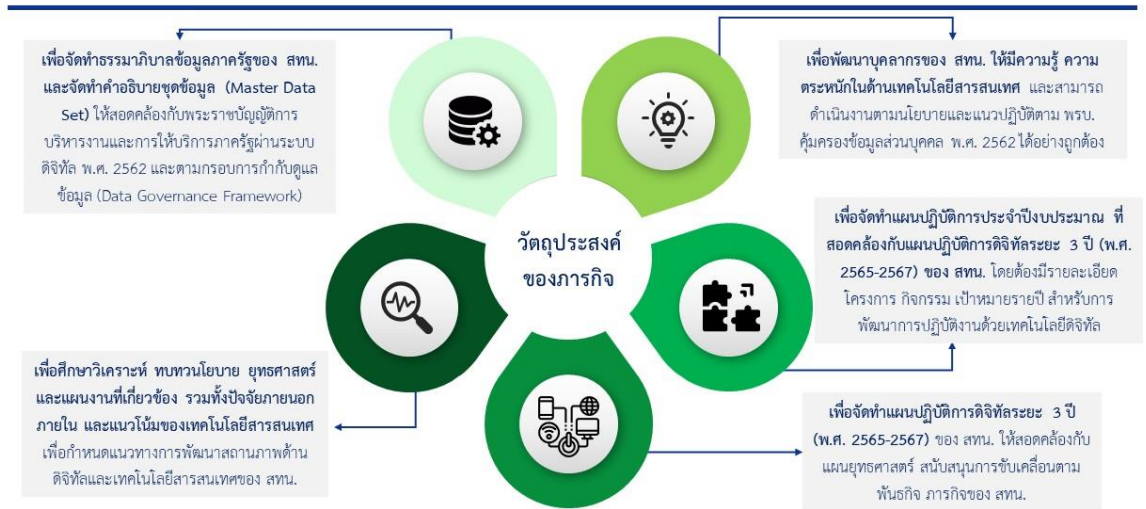 เพื่อจัดทำธรรมาภิบาลข้อมูลภาครัฐของ สทน.
และจัดทำคำอธิบายชุดข้อมูล (Master Data
Set) ให้สอดคล้องกับพระราชบัญญัติการ
บริหารงานและการให้บริการภาครัฐผ่านระบบ
ดิจิทัล พ.ศ. 2562 และตามกรอบการกำกับดูแล
ข้อมูล (Data Governance Framework)
เพื่อพัฒนาบุคลากรของ สทน. ให้มีความรู้ ความ
ตระหนักในด้านเทคโนโลยีสารสนเทศ และสามารถ
ดำเนินงานตามนโยบายและแนวปฏิบัติตาม พรบ.
คุ้มครองข้อมูลส่วนบุคคล พ.ศ. 2562 ได้อย่างถูกต้อง
วัตถุประสงค์
ของภารกิจ
เพื่อจัดทำแผนปฏิบัติการประจำปีงบประมาณ ที่
สอดคล้องกับแผนปฏิบัติการดิจิทัลระยะ 3 ปี (พ.ศ.
2565-2567) ของ สทน. โดยต้องมีรายละเอียด
โครงการ กิจกรรม เป้าหมายรายปี สำหรับการ
พัฒนาการปฏิบัติงานด้วยเทคโนโลยีดิจิทัล
เพื่อศึกษาวิเคราะห์ ทบทวนนโยบาย ยุทธศาสตร์
และแผนงานที่เกี่ยวข้อง รวมทั้งปัจจัยภายนอก
ภายใน และแนวโน้มของเทคโนโลยีสารสนเทศ
เพื่อกำหนดแนวทางการพัฒนาสถานภาพด้าน
ดิจิทัลและเทคโนโลยีสารสนเทศของ สทน.
เพื่อจัดทำแผนปฏิบัติการดิจิทัลระยะ 3 ปี
(พ.ศ. 2565-2567) ของ สทน. ให้สอดคล้องกับ
แผนยุทธศาสตร์ สนับสนุนการขับเคลื่อนตาม
พันธกิจ ภารกิจของ สทน.